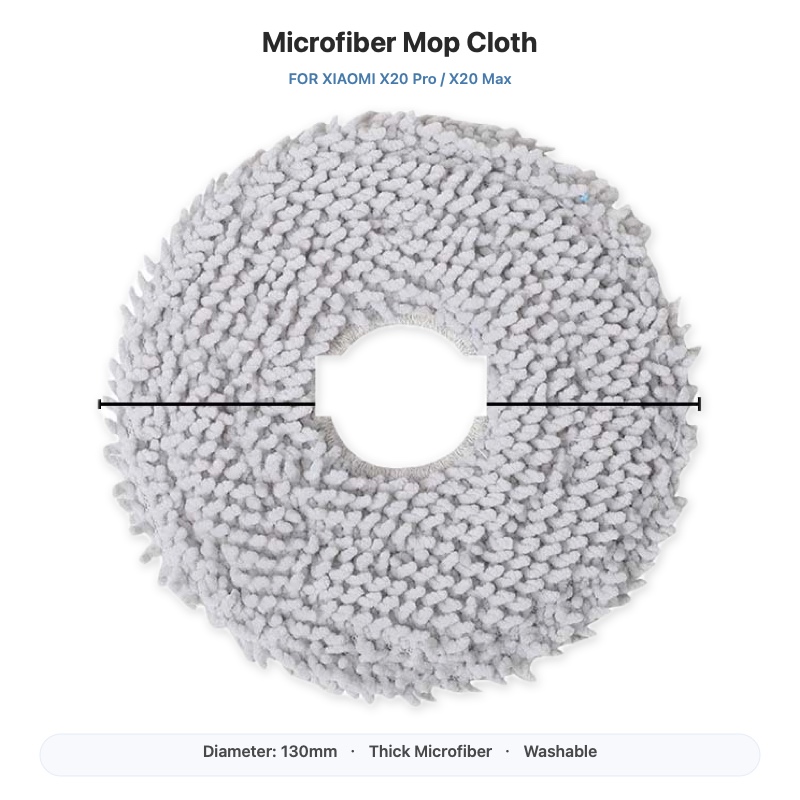 Microfiber Mop Cloth
FOR XIAOMI X20 Pro / X20 Max
Diameter: 130mm · Thick Microfiber · Washable